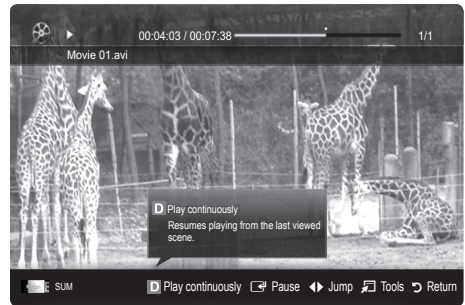 00:04:03 / 00:07:38 1/1
Movie 01.avi
D Play continuously
Resumes playing from the last viewed
scene.
SUM D Play continuously Pause Jump Tools Return